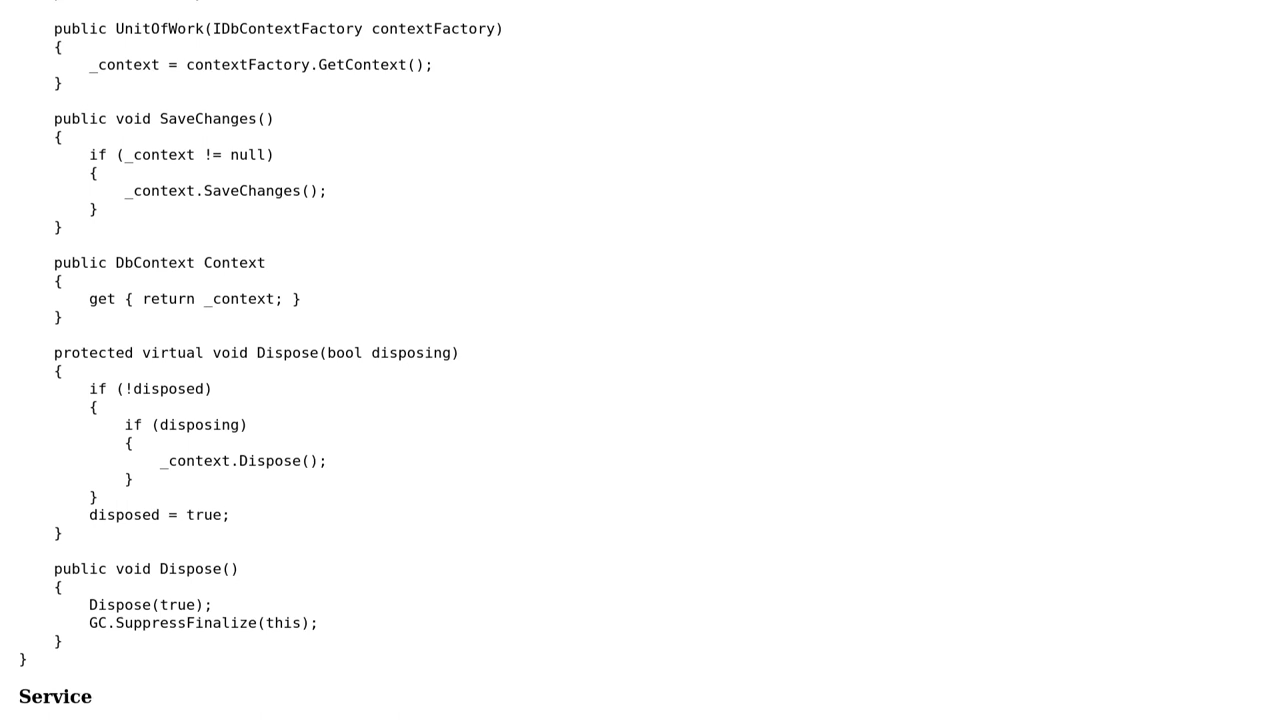 public UnitOfWork(IDbContextFactory contextFactory)
{
_context = contextFactory.GetContext();
}
public void SaveChanges()
{
if (_context != null)
{
_context.SaveChanges();
}
}
public DbContext Context
{
get { return _context; }
}
protected virtual void Dispose(bool disposing)
{
if (!disposed)
{
if (disposing)
{
_context.Dispose();
}
}
disposed = true;
}
public void Dispose()
{
Dispose(true);
GC.SuppressFinalize(this);
}
}
Service